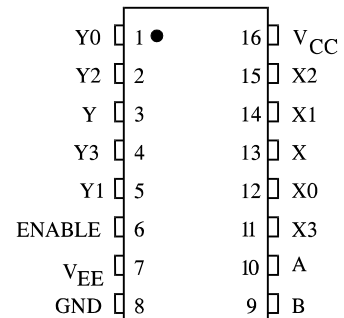 Y0 1 16 VCC
Y2 2 15 X2
Y 3 14 X1
Y3 4 13 X
Y1 5 12 X0
ENABLE 6 11 X3
VEE 7 10 A
GND 8 9 B